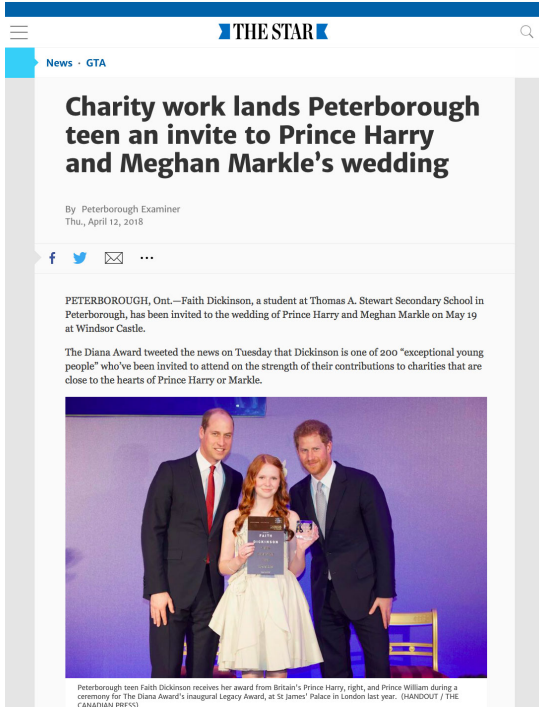 THE STAR
News · GTA
Charity work lands Peterborough
teen an invite to Prince Harry
and Meghan Markle's wedding
By Peterborough Examiner
Thu., April 12, 2018
PETERBOROUGH, Ont.—Faith Dickinson, a student at Thomas A. Stewart Secondary School in
Peterborough, has been invited to the wedding of Prince Harry and Meghan Markle on May 19
at Windsor Castle.
The Diana Award tweeted the news on Tuesday that Dickinson is one of 200 “exceptional young
people” who’ve been invited to attend on the strength of their contributions to charities that are
close to the hearts of Prince Harry or Markle.
FAITH
DICKINSON
Peterborough teen Faith Dickinson receives her award from Britain's Prince Harry, right, and Prince William during a
ceremony for The Diana Award's inaugural Legacy Award, at St James' Palace in London last year. (HANDOUT / THE
CANADIAN PRESS)